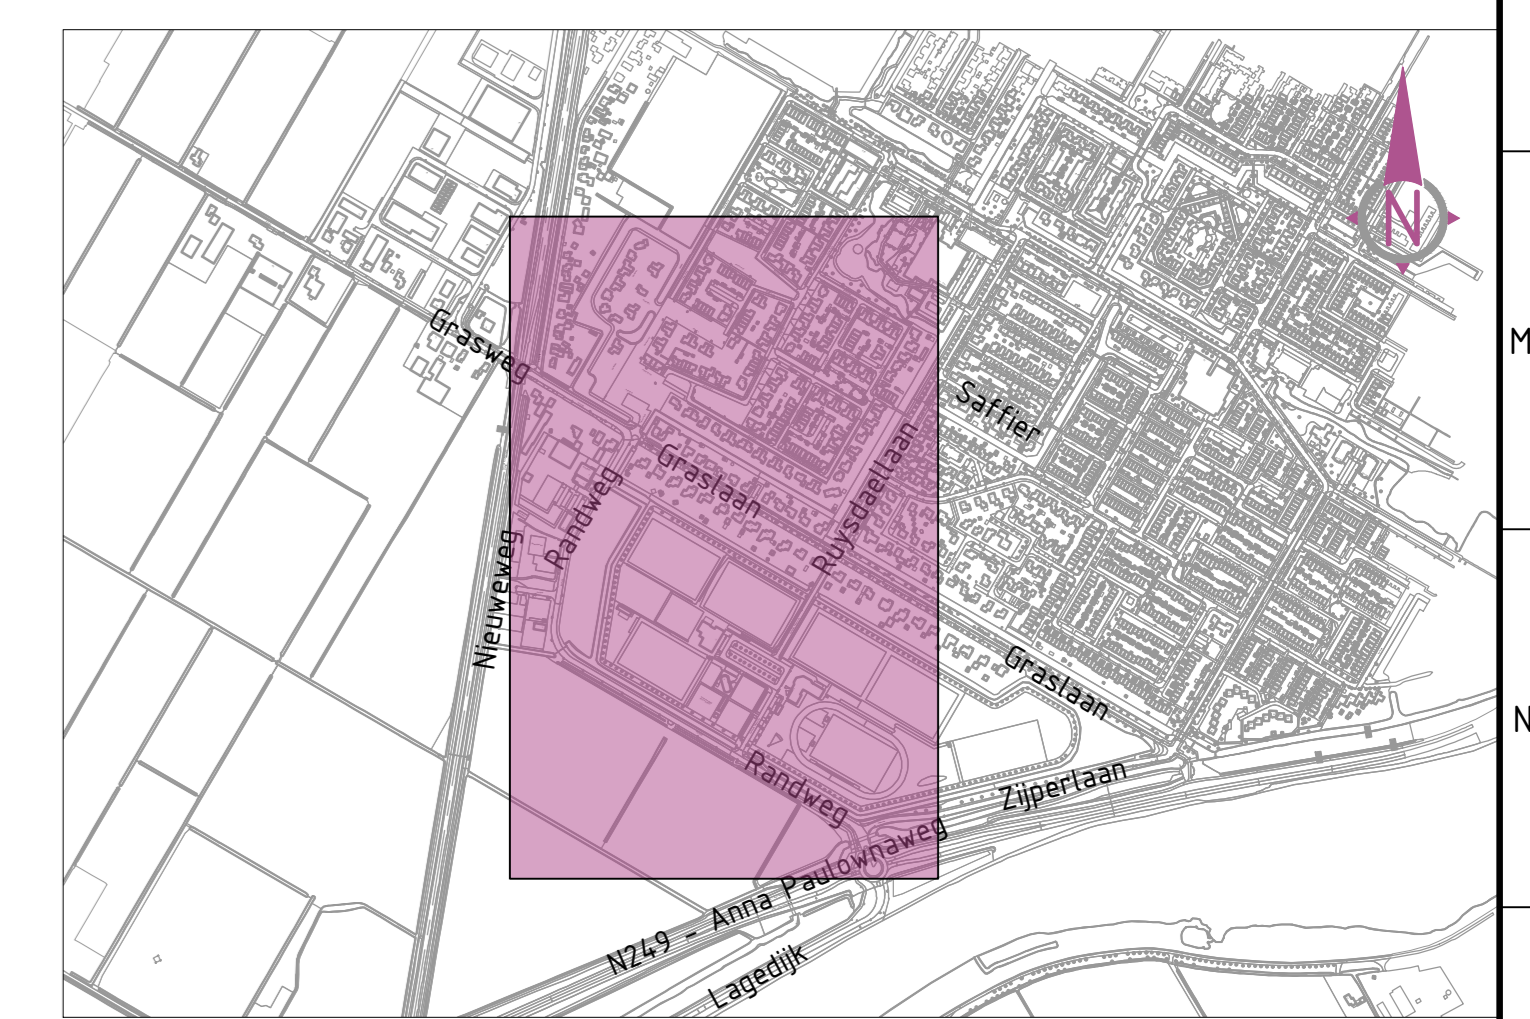 N
M
Grasweg
Saffier
Graslaan
Ruysdaellaan
Randweg
Nieuweweg
Graslaan
N
Randweg
Zijperlaan
N249 - Anna Paulownaweg
Lagedijk